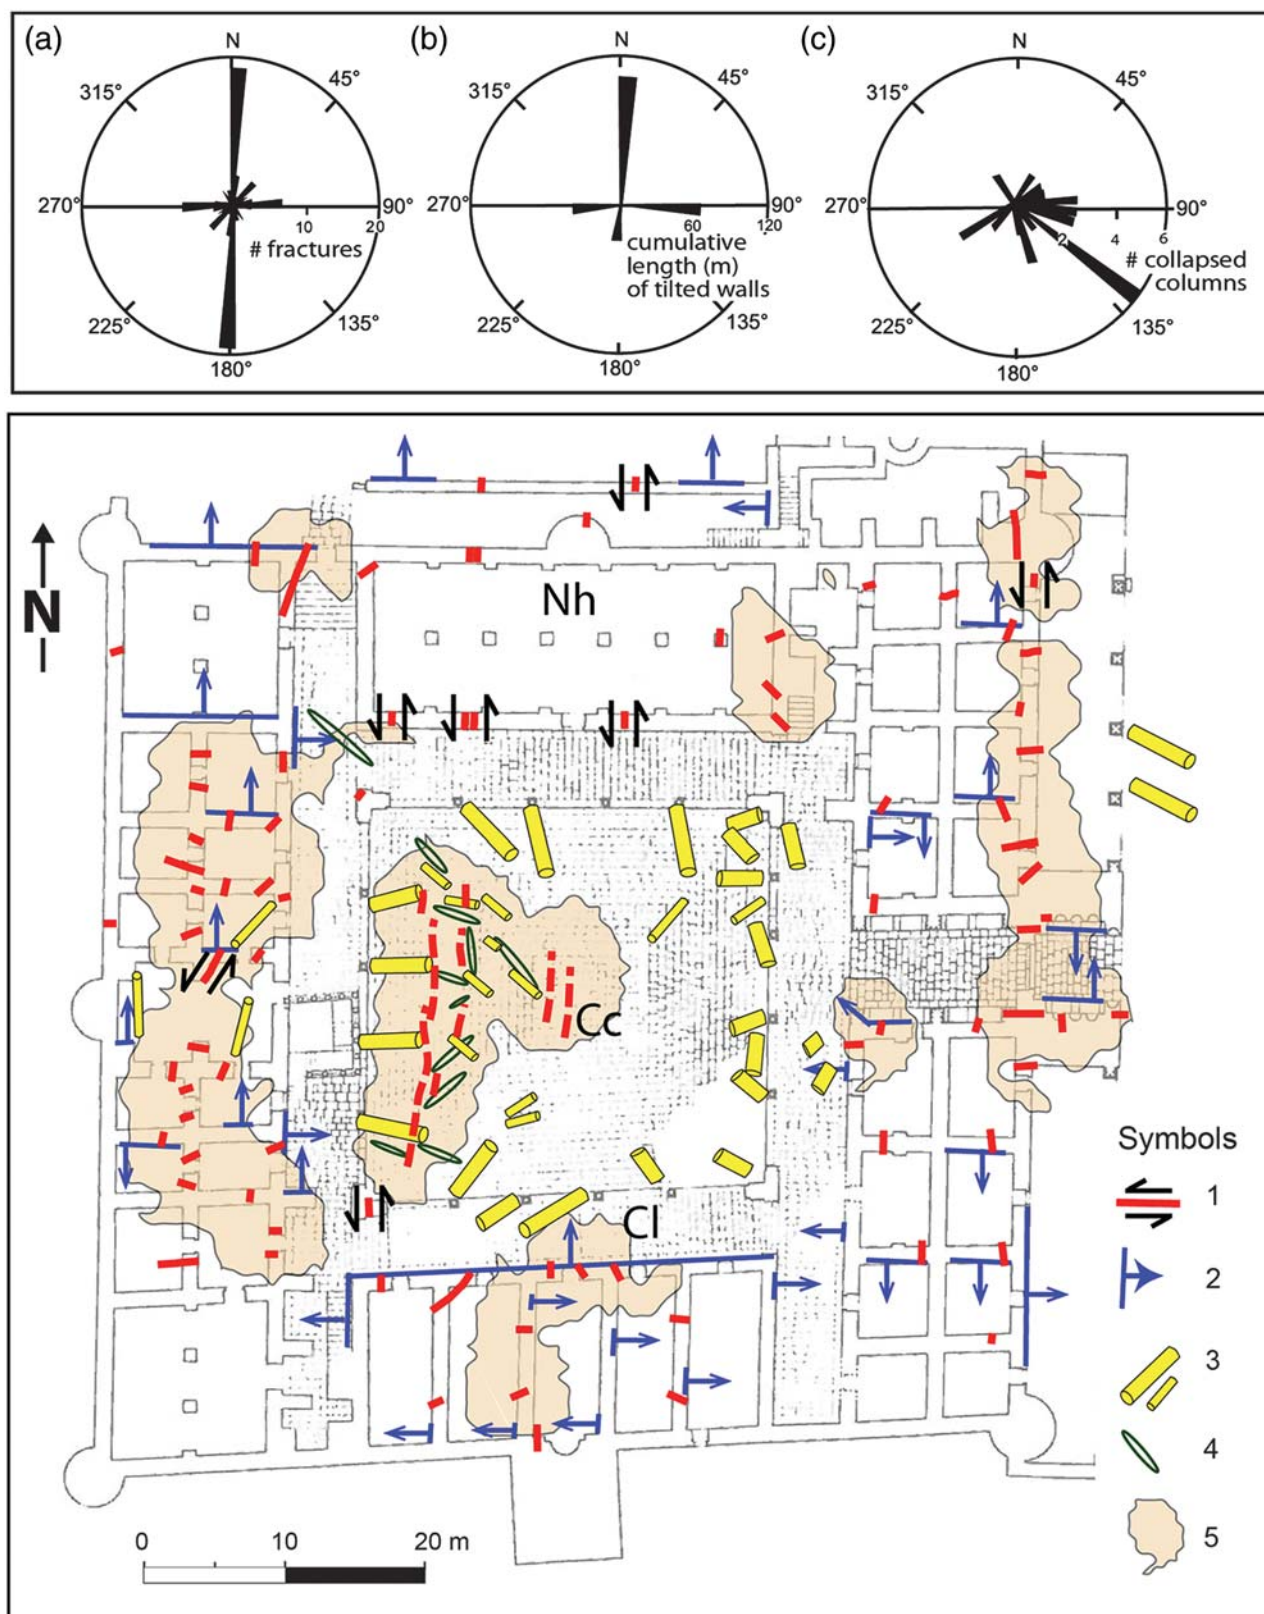 (a)
N
315°
45°
270°
90°
10
20
# fractures
225°
135°
180°
(b)
N
315°
45°
270°
90°
60
120
cumulative
length (m)
of tilted walls
225°
135°
180°
(c)
N
315°
45°
270°
90°
2
4
6
# collapsed
columns
225°
135°
180°
N
Nh
Cc
Cl
Symbols
1
2
3
4
5
0
10
20 m